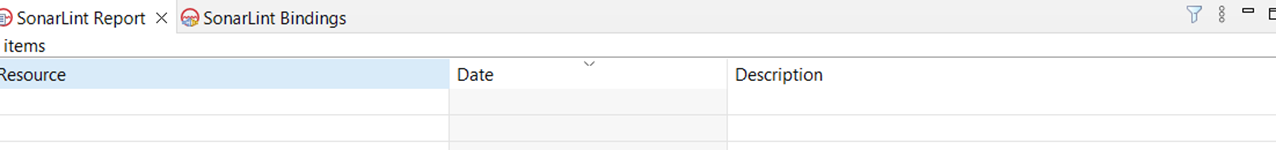 SonarLint Report SonarLint Bindings
items
Resource Date Description